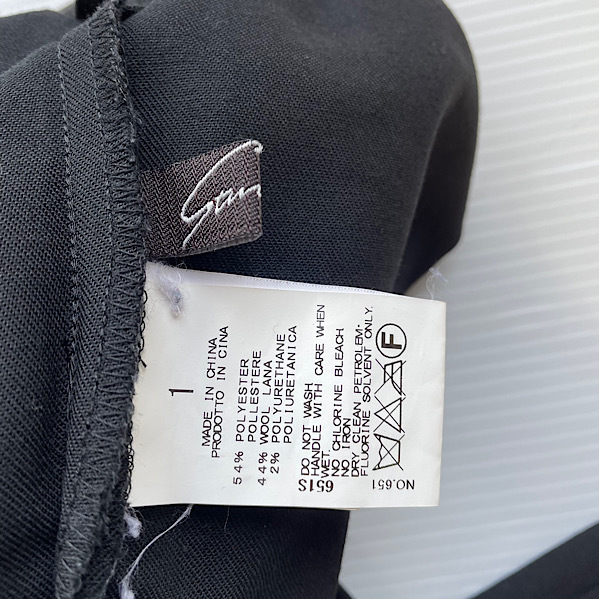 1
MADE IN CHINA
PRODOTTO IN CINA
54% POLYESTER
POLLESTERE
44% WOOL LANA
2% POLYURETHANE
POLIURETANICA
651S
DO NOT WASH
HANDLE WITH CARE WHEN
WET.
NO CHLORINE BLEACH
NO IRON
DRY CLEAN PETROLEM-
FLUORINE SOLVENT ONLY.
F
NO.651